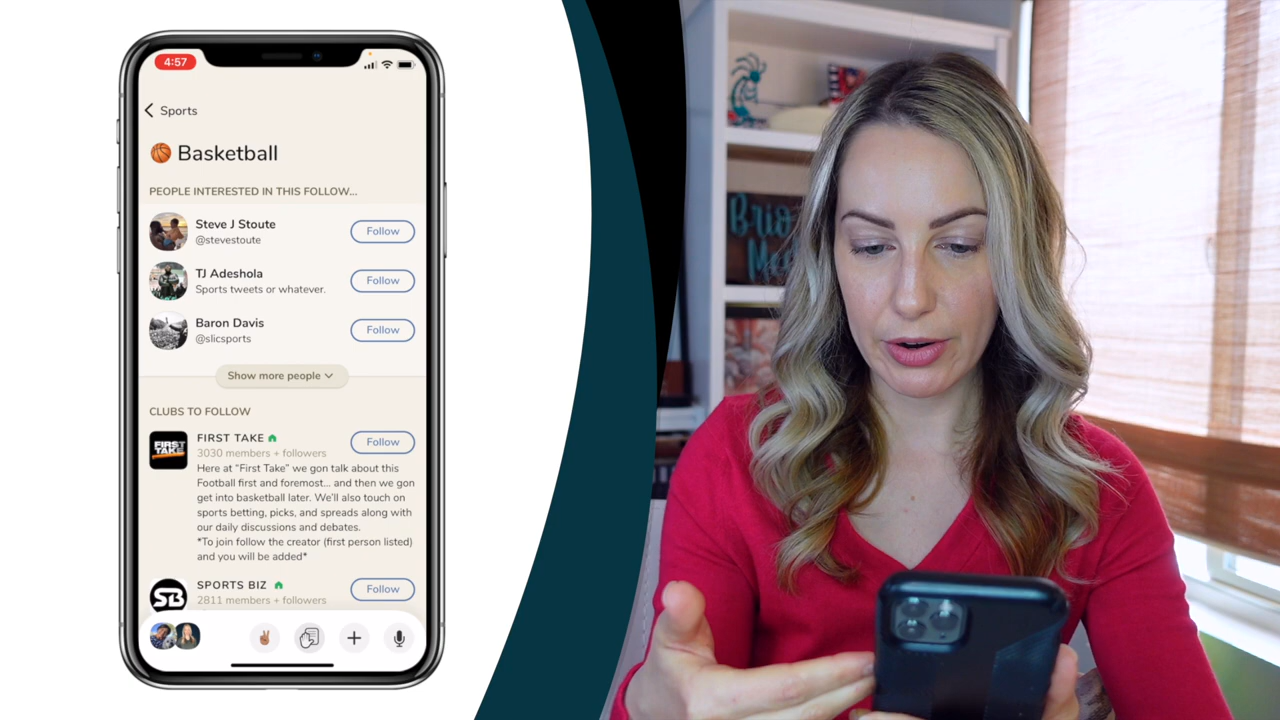 4:57
Sports
Basketball
PEOPLE INTERESTED IN THIS FOLLOW...
Steve J Stoute
@stevestoute
Follow
TJ Adeshola
Sports tweets or whatever.
Follow
Baron Davis
@slicsports
Follow
Show more people
CLUBS TO FOLLOW
FIRST TAKE
FIRST TAKE
3030 members + followers
Follow
Here at “First Take” we gon talk about this
Football first and foremost... and then we gon
get into basketball later. We’ll also touch on
sports betting, picks, and spreads along with
our daily discussions and debates.
*To join follow the creator (first person listed)
and you will be added*
SB
SPORTS BIZ
2811 members + followers
Follow